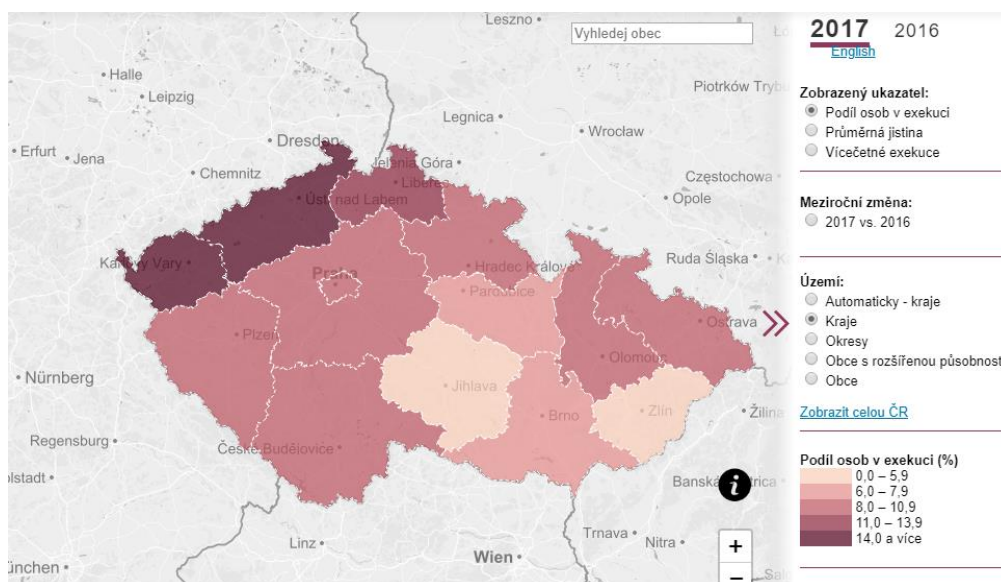 Leszno
Vyhledej obec
Halle
Leipzig
Piotrków Trybu
Legnica
Wrocław
Erfurt
Jena
Dresden
Chemnitz
Jelenia Góra
Liberec
Ústí nad Labem
Częstochowa
Opole
Karlovy Vary
Praha
Hradec Králové
Ruda Śląska
Pardubice
Plzeň
Ostrava
Olomouc
Nürnberg
Jihlava
Brno
Zlín
Žilina
Regensburg
České Budějovice
olstadt
Banská
trica
i
Linz
Trnava
Nitra
Wien
ünchen
+
−
2017 2016
English
Zobrazený ukazatel:
Podíl osob v exekuci
Průměrná jistina
Vícečetné exekuce
Meziroční změna:
2017 vs. 2016
Území:
Automaticky - kraje
Kraje
Okresy
Obce s rozšířenou působnost
Obce
Zobrazit celou ČR
Podíl osob v exekuci (%)
0,0 – 5,9
6,0 – 7,9
8,0 – 10,9
11,0 – 13,9
14,0 a více